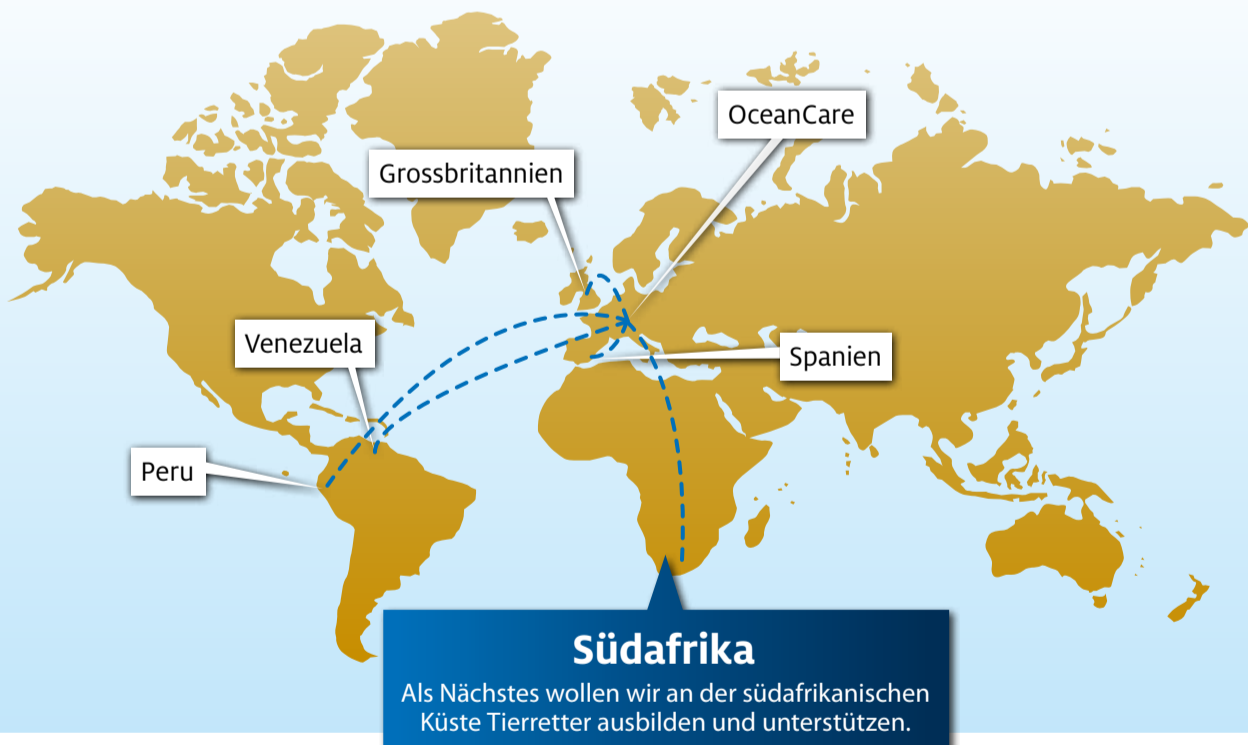 OceanCare
Grossbritannien
Venezuela
Spanien
Peru
Südafrika
Als Nächstes wollen wir an der südafrikanischen
Küste Tierretter ausbilden und unterstützen.